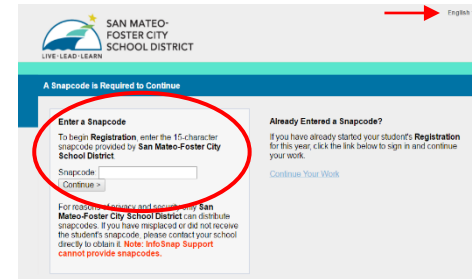 English
SAN MATEO-
FOSTER CITY
SCHOOL DISTRICT
LIVE-LEAD-LEARN
A Snapcode is Required to Continue
Enter a Snapcode
To begin Registration, enter the 15-character
snapcode provided by San Mateo-Foster City
School District.
Snapcode:
Continue >
For reasons of privacy and security, only San
Mateo-Foster City School District can distribute
snapcodes. If you have misplaced or did not receive
the student's snapcode, please contact your school
directly to obtain it. Note: InfoSnap Support
cannot provide snapcodes.
Already Entered a Snapcode?
If you have already started your student's Registration
for this year, click the link below to sign in and continue
your work.
Continue Your Work